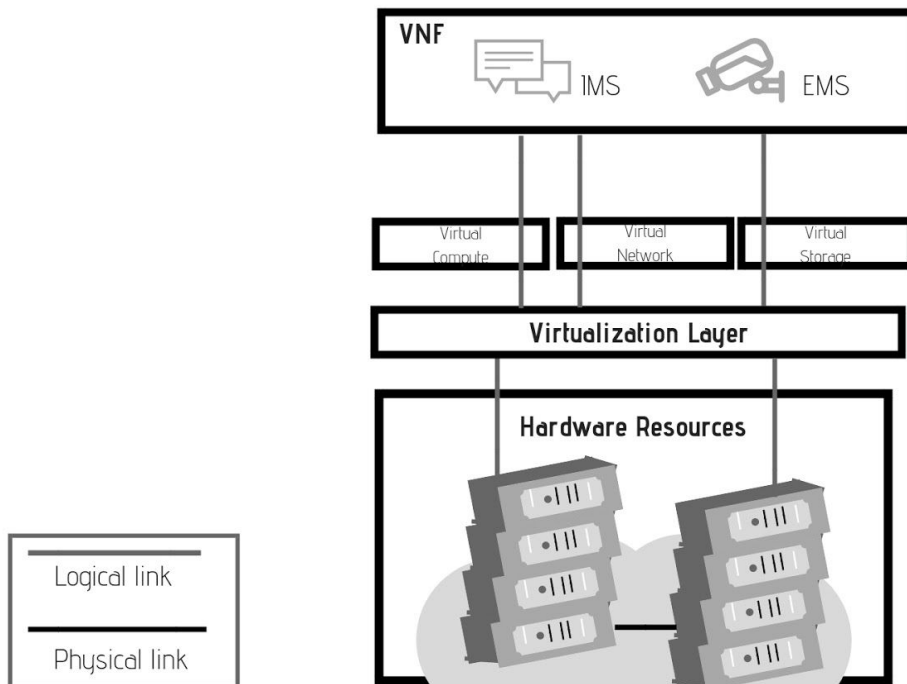 VNF
IMS
EMS
Virtual
Compute
Virtual
Network
Virtual
Storage
Virtualization Layer
Hardware Resources
Logical link
Physical link